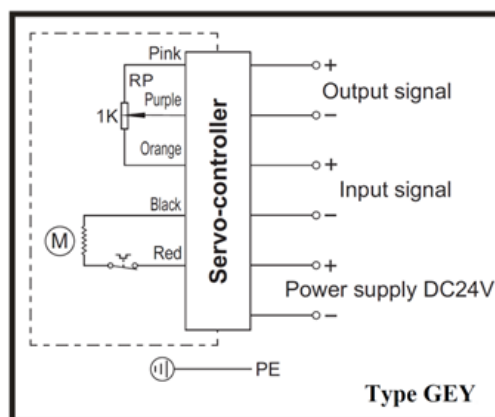 Pink
RP
Purple
1K
Orange
Black
M
Red
Servo-controller
+
Output signal
−
+
Input signal
−
+
Power supply DC24V
−
PE
Type GEY